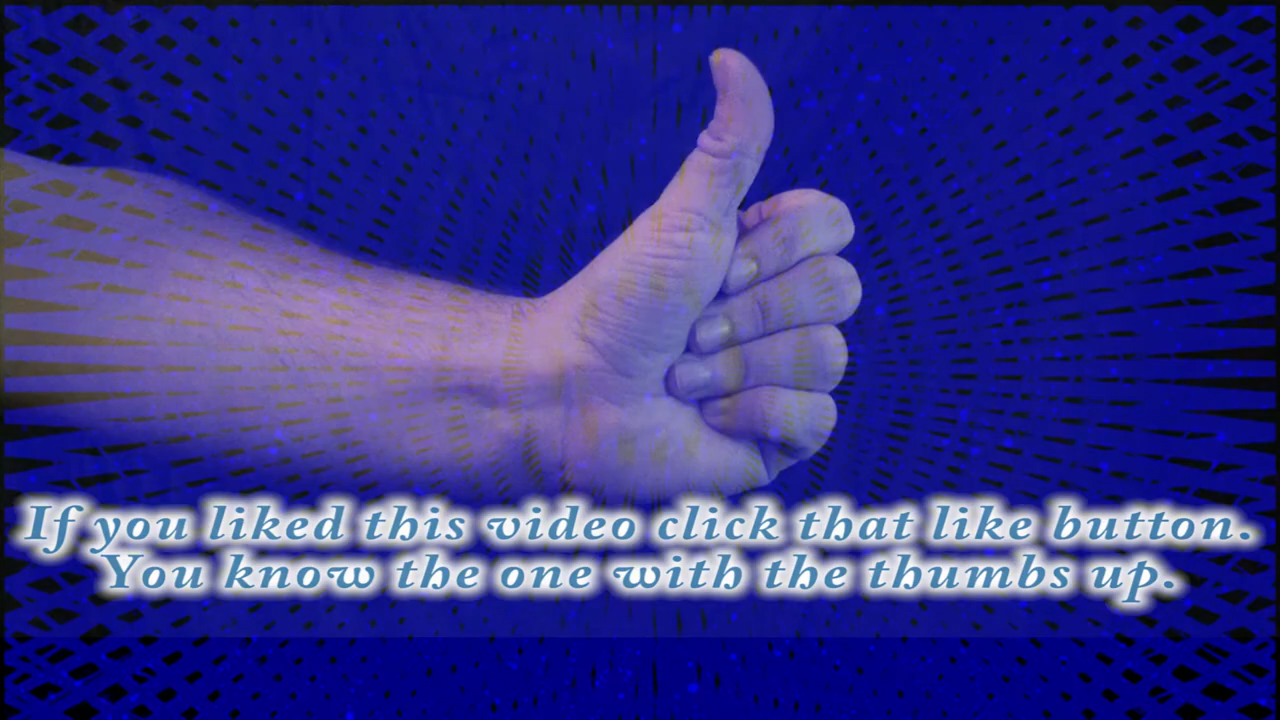 If you liked this video click that like button.
You know the one with the thumbs up.